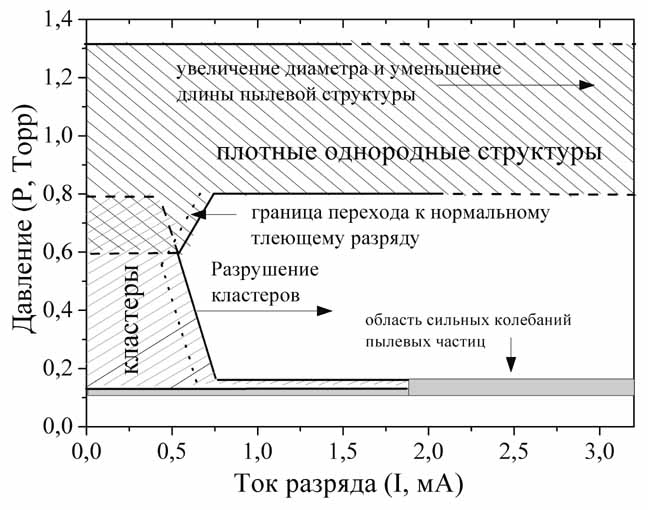 1,4
1,2
1,0
0,8
0,6
0,4
0,2
0,0
Давление (P, Торр)
увеличение диаметра и уменьшение
длины пылевой структуры
плотные однородные структуры
граница перехода к нормальному
тлеющему разряду
Разрушение
кластеров
кластеры
область сильных колебаний
пылевых частиц
0,0
0,5
1,0
1,5
2,0
2,5
3,0
Ток разряда (I, мА)